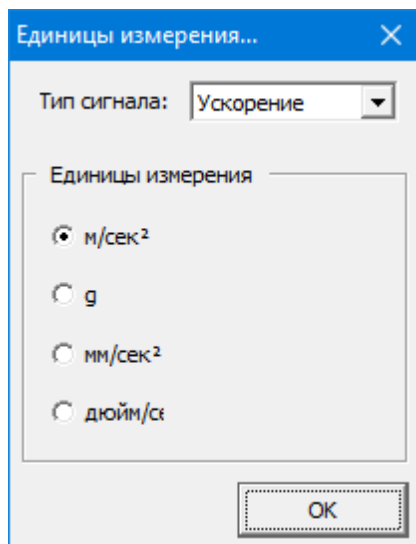 Единицы измерения...
Тип сигнала: Ускорение
Единицы измерения
м/сек²
g
мм/сек²
дюйм/се
OK